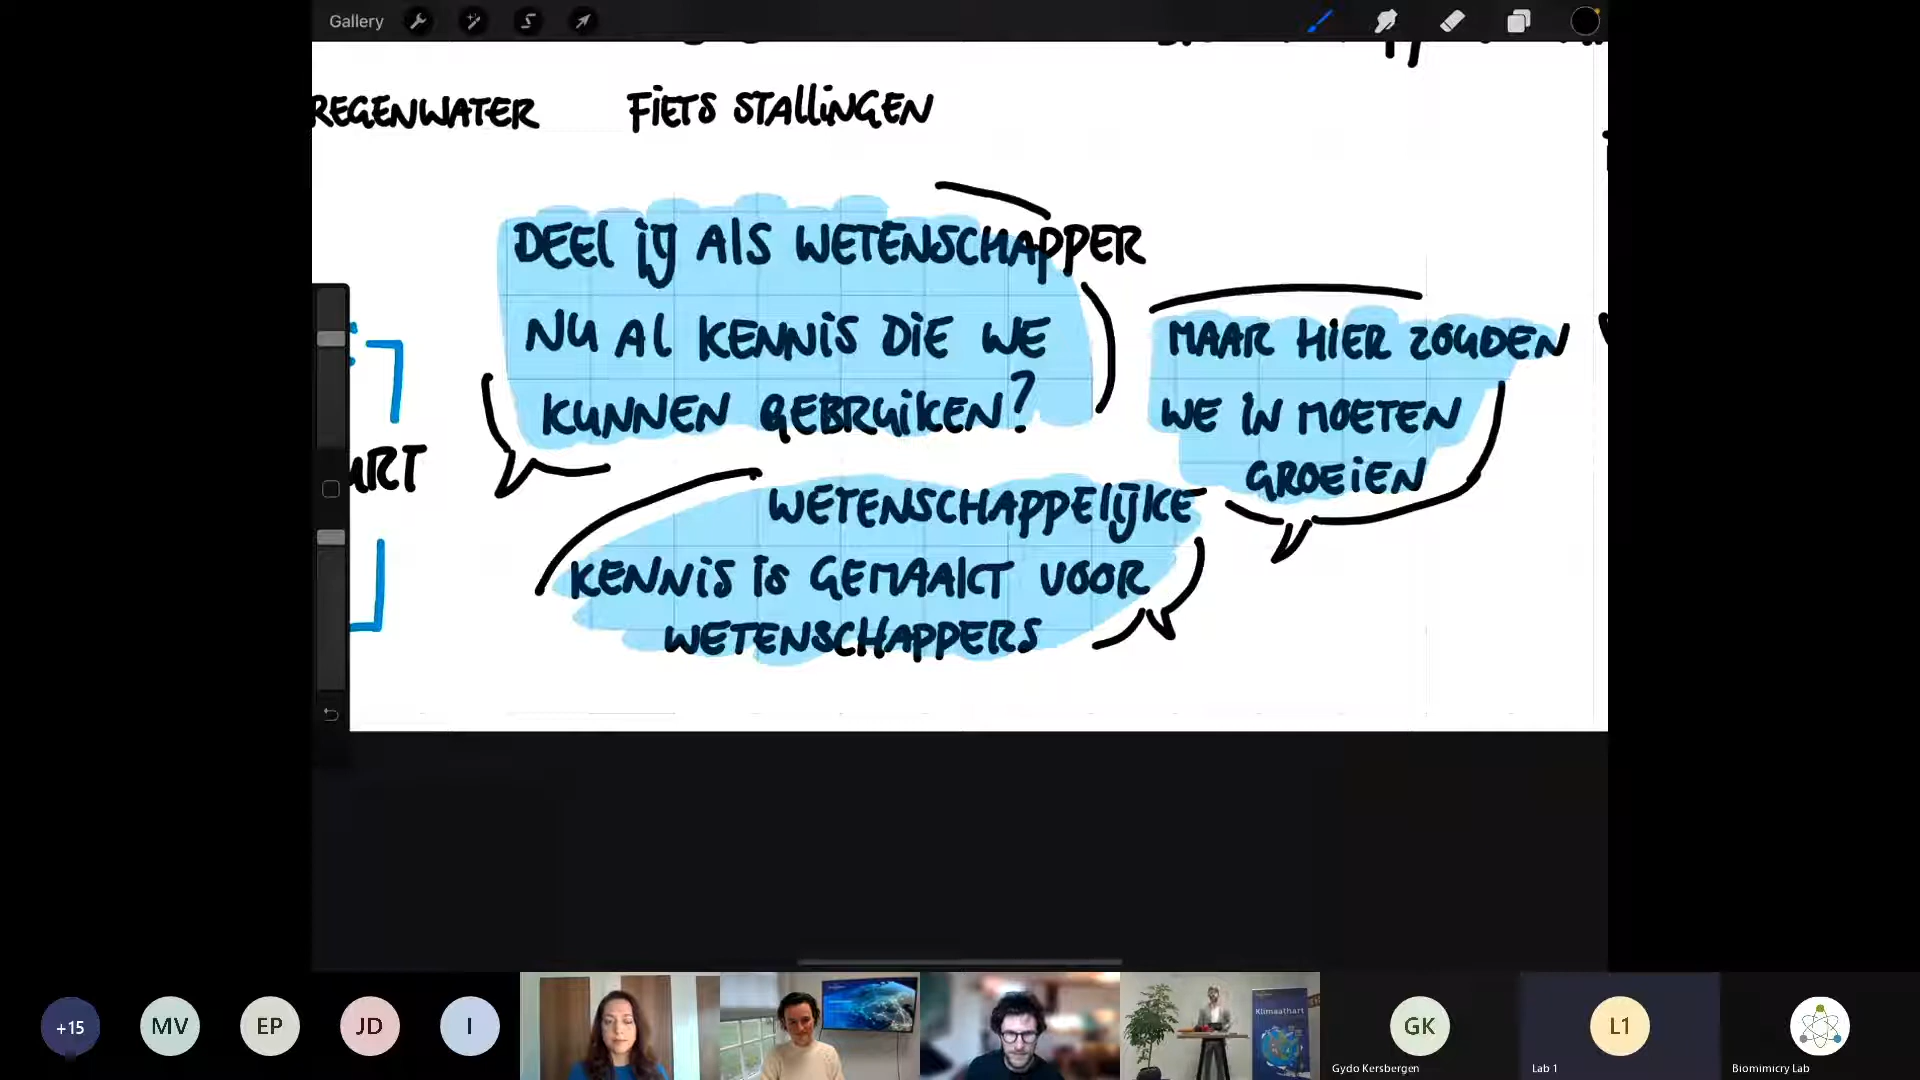 Gallery
REGENWATER
FIETS STALLINGEN
DEEL IJ ALS WETENSCHAPPER
NU AL KENNIS DIE WE
KUNNEN GEBRUIKEN?
MAAR HIER ZOUDEN
WE IN MOETEN
GROEIEN
WETENSCHAPPELIJKE
KENNIS IS GEMAAKT VOOR
WETENSCHAPPERS
+15
MV
EP
JD
I
Klimaathart
GK
Gydo Kersbergen
L1
Lab 1
Biomimicry Lab